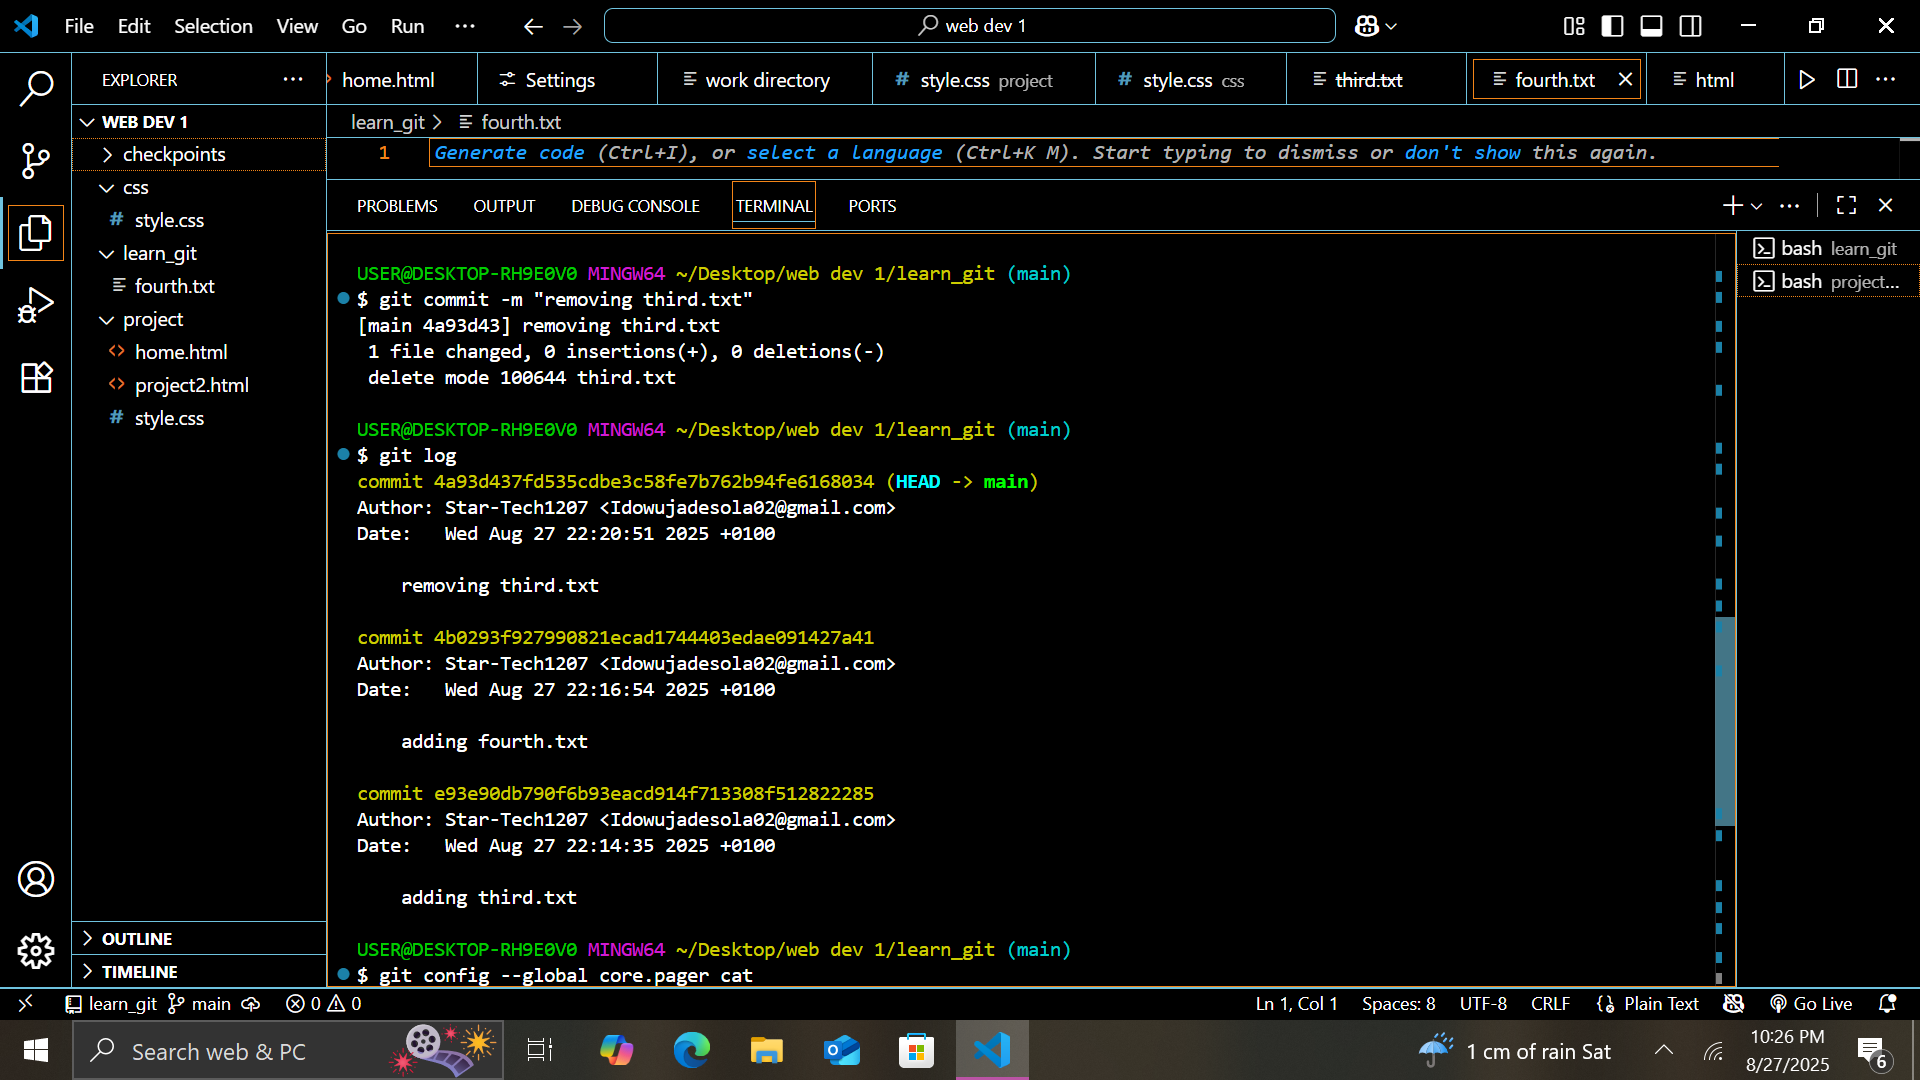 File Edit Selection View Go Run ··· web dev 1
EXPLORER ··· home.html Settings work directory style.css project style.css css third.txt fourth.txt html ···
WEB DEV 1
checkpoints
css
style.css
learn_git
fourth.txt
project
home.html
project2.html
style.css
OUTLINE
TIMELINE
learn_git > fourth.txt
1 Generate code (Ctrl+I), or select a language (Ctrl+K M). Start typing to dismiss or don't show this again.
PROBLEMS OUTPUT DEBUG CONSOLE TERMINAL PORTS ···
USER@DESKTOP-RH9E0V0 MINGW64 ~/Desktop/web dev 1/learn_git (main)
$ git commit -m "removing third.txt"
[main 4a93d43] removing third.txt
1 file changed, 0 insertions(+), 0 deletions(-)
delete mode 100644 third.txt
USER@DESKTOP-RH9E0V0 MINGW64 ~/Desktop/web dev 1/learn_git (main)
$ git log
commit 4a93d437fd535cdbe3c58fe7b762b94fe6168034 (HEAD -> main)
Author: Star-Tech1207 <Idowujadesola02@gmail.com>
Date: Wed Aug 27 22:20:51 2025 +0100
removing third.txt
commit 4b0293f927990821ecad1744403edae091427a41
Author: Star-Tech1207 <Idowujadesola02@gmail.com>
Date: Wed Aug 27 22:16:54 2025 +0100
adding fourth.txt
commit e93e90db790f6b93eacd914f713308f512822285
Author: Star-Tech1207 <Idowujadesola02@gmail.com>
Date: Wed Aug 27 22:14:35 2025 +0100
adding third.txt
USER@DESKTOP-RH9E0V0 MINGW64 ~/Desktop/web dev 1/learn_git (main)
$ git config --global core.pager cat
bash learn_git
bash project...
learn_git main 0 0 Ln 1, Col 1 Spaces: 8 UTF-8 CRLF {} Plain Text Go Live
Search web & PC 1 cm of rain Sat 10:26 PM
8/27/2025 6